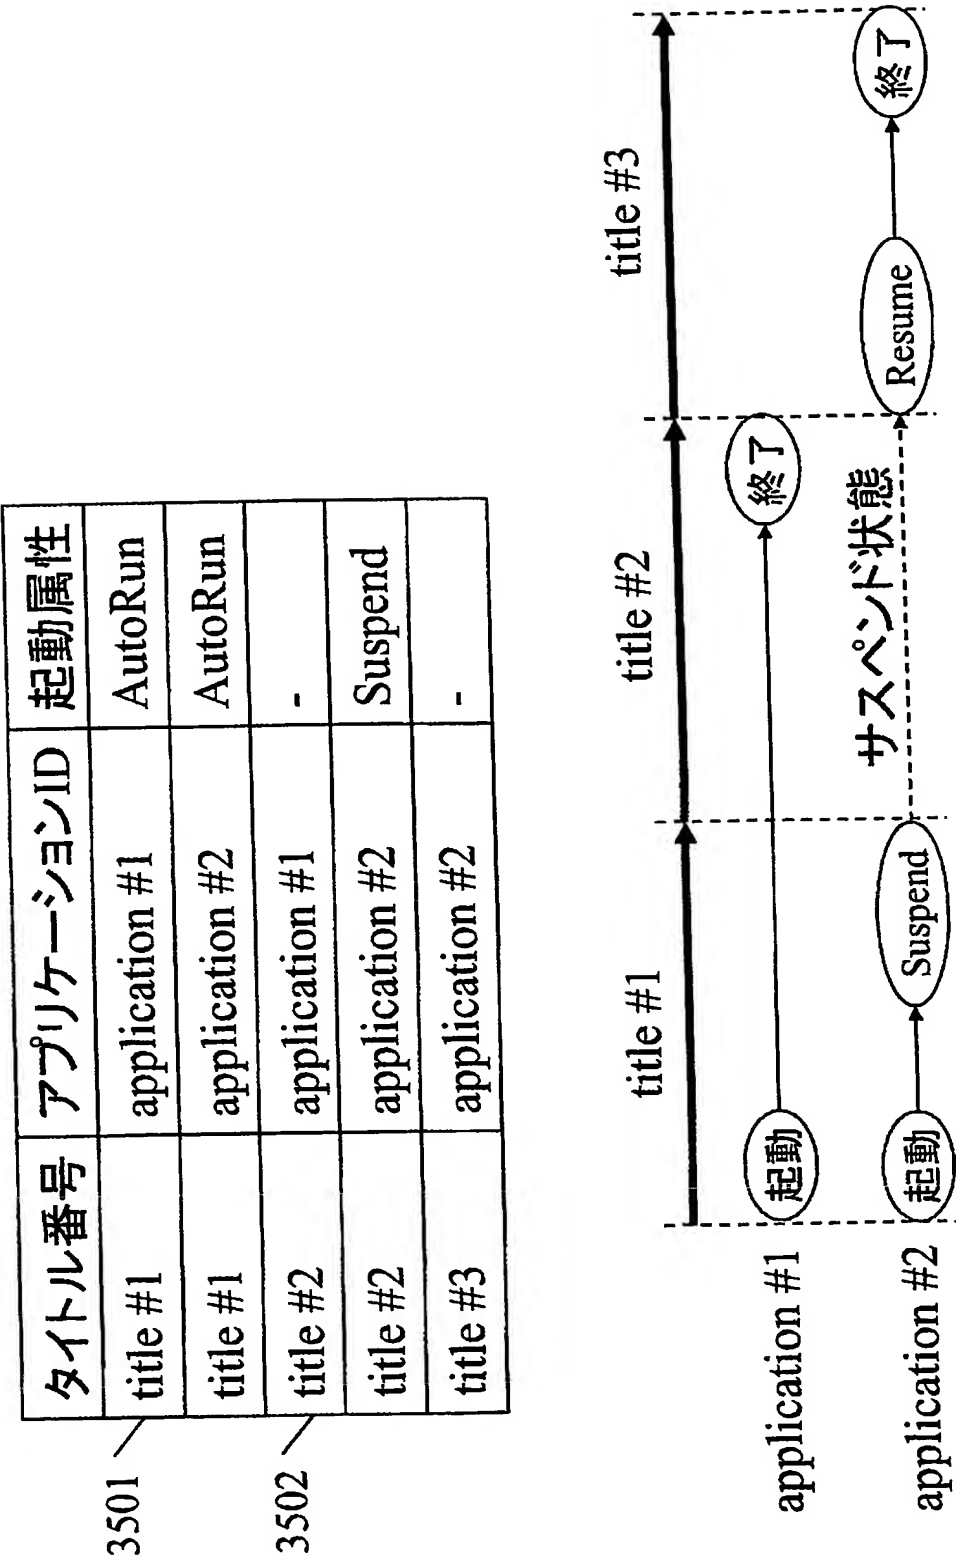 タイトル番号 アプリケーションID 起動属性
3501 title #1 application #1 AutoRun
title #1 application #2 AutoRun
3502 title #2 application #1 -
title #2 application #2 Suspend
title #3 application #2 -
title #1 title #2 title #3
application #1 起動 終了
サスペンド状態
application #2 起動 Suspend Resume 終了